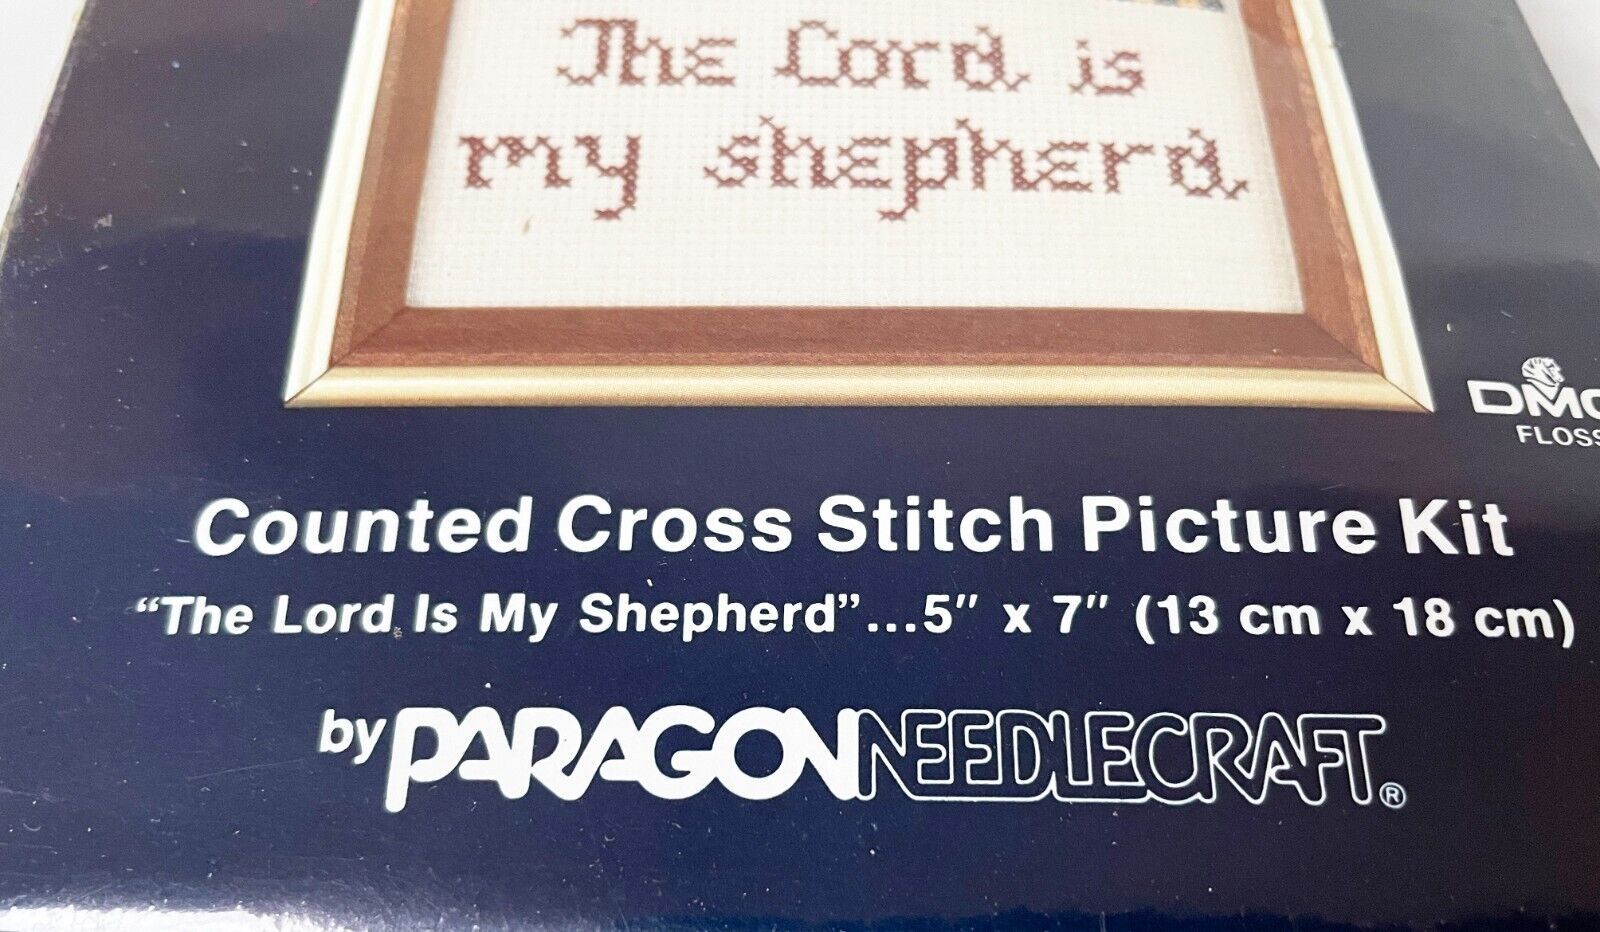 The Lord is
my shepherd
DMC
FLOSS
Counted Cross Stitch Picture Kit
“The Lord Is My Shepherd”...5″ x 7″ (13 cm x 18 cm)
by PARAGON NEEDLECRAFT®